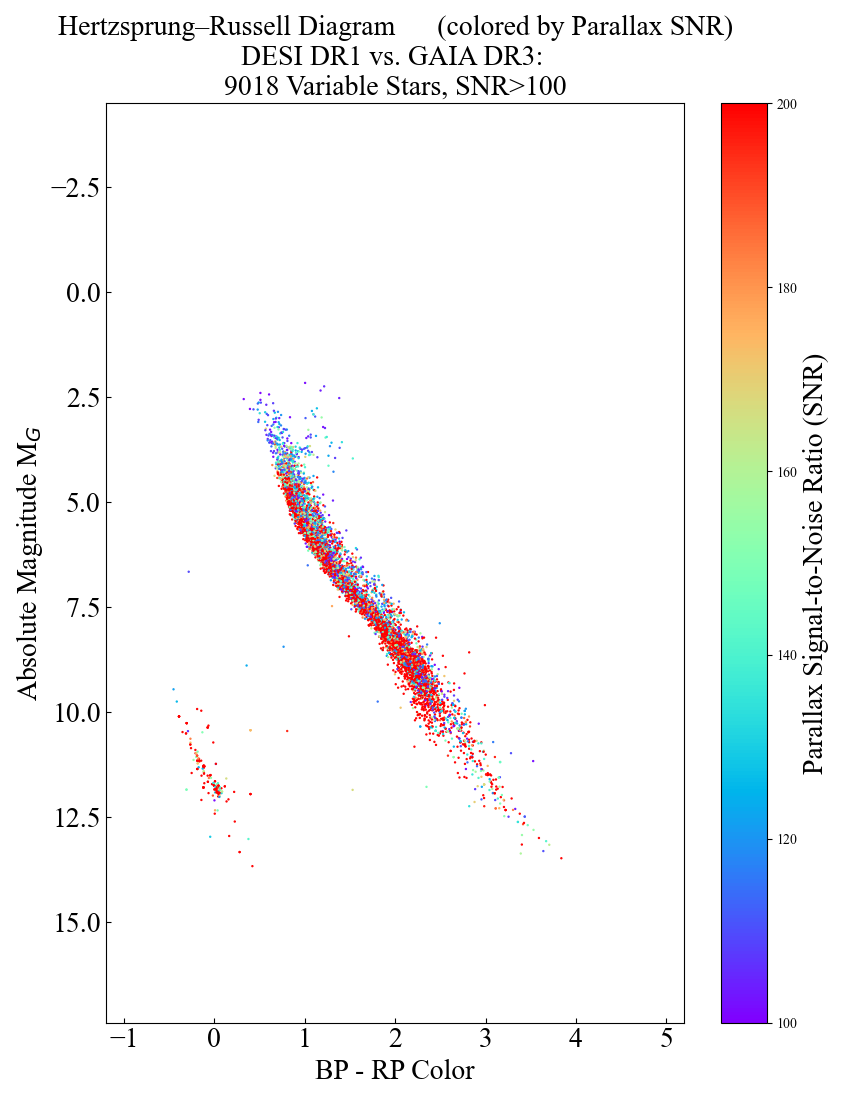 Hertzsprung–Russell Diagram (colored by Parallax SNR)
DESI DR1 vs. GAIA DR3:
9018 Variable Stars, SNR>100
−2.5
0.0
2.5
5.0
7.5
10.0
12.5
15.0
Absolute Magnitude M_G
−1 0 1 2 3 4 5
BP - RP Color
200
180
160
140
120
100
Parallax Signal-to-Noise Ratio (SNR)